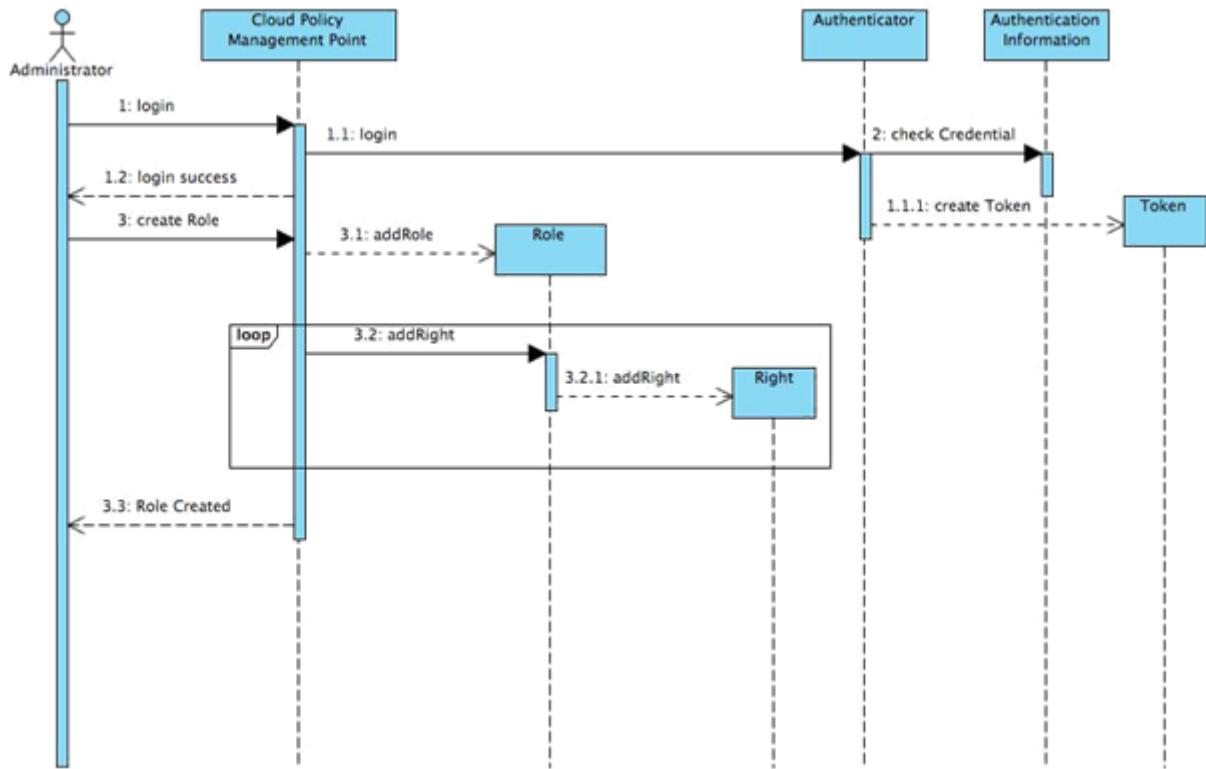 Cloud Policy
Management Point
Authenticator
Authentication
Information
Administrator
1: login
1.1: login
2: check Credential
1.2: login success
1.1.1: create Token
Token
3: create Role
3.1: addRole
Role
loop
3.2: addRight
3.2.1: addRight
Right
3.3: Role Created